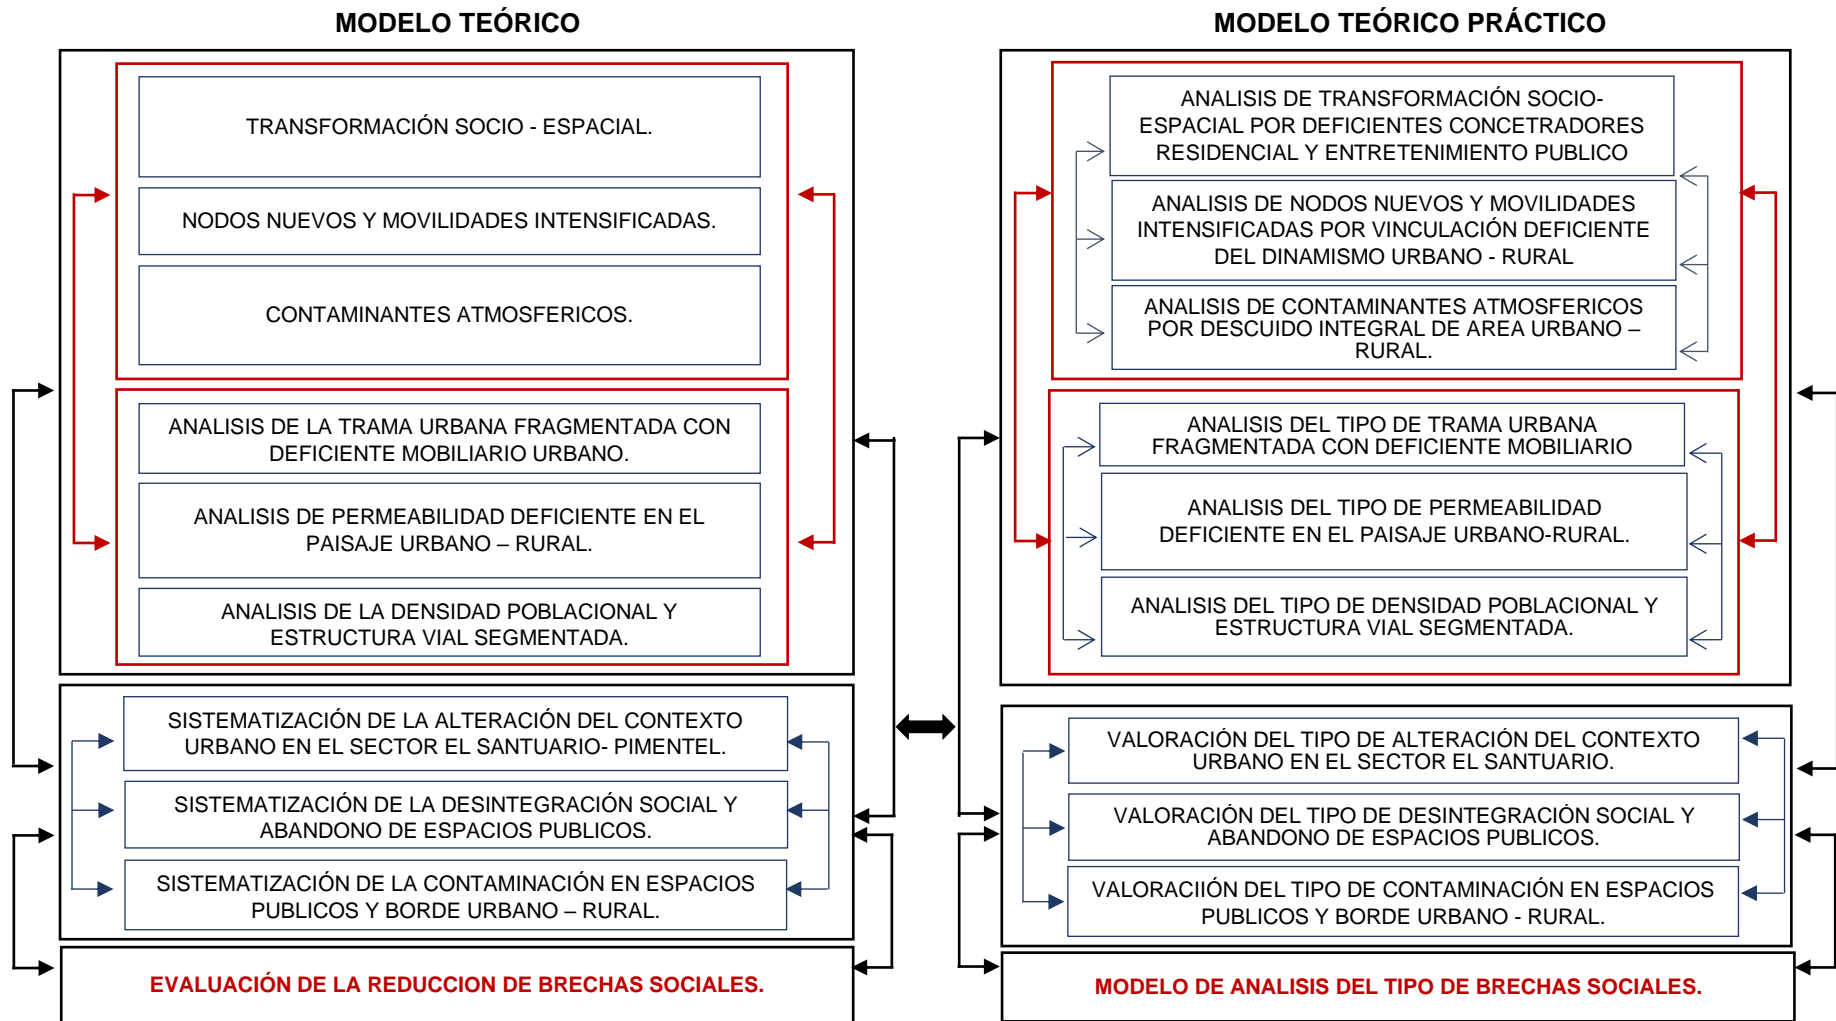 MODELO TEÓRICO
TRANSFORMACIÓN SOCIO - ESPACIAL.
NODOS NUEVOS Y MOVILIDADES INTENSIFICADAS.
CONTAMINANTES ATMOSFERICOS.
ANALISIS DE LA TRAMA URBANA FRAGMENTADA CON
DEFICIENTE MOBILIARIO URBANO.
ANALISIS DE PERMEABILIDAD DEFICIENTE EN EL
PAISAJE URBANO – RURAL.
ANALISIS DE LA DENSIDAD POBLACIONAL Y
ESTRUCTURA VIAL SEGMENTADA.
SISTEMATIZACIÓN DE LA ALTERACIÓN DEL CONTEXTO
URBANO EN EL SECTOR EL SANTUARIO- PIMENTEL.
SISTEMATIZACIÓN DE LA DESINTEGRACIÓN SOCIAL Y
ABANDONO DE ESPACIOS PUBLICOS.
SISTEMATIZACIÓN DE LA CONTAMINACIÓN EN ESPACIOS
PUBLICOS Y BORDE URBANO – RURAL.
EVALUACIÓN DE LA REDUCCION DE BRECHAS SOCIALES.
MODELO TEÓRICO PRÁCTICO
ANALISIS DE TRANSFORMACIÓN SOCIO-
ESPACIAL POR DEFICIENTES CONCETRADORES
RESIDENCIAL Y ENTRETENIMIENTO PUBLICO
ANALISIS DE NODOS NUEVOS Y MOVILIDADES
INTENSIFICADAS POR VINCULACIÓN DEFICIENTE
DEL DINAMISMO URBANO - RURAL
ANALISIS DE CONTAMINANTES ATMOSFERICOS
POR DESCUIDO INTEGRAL DE AREA URBANO –
RURAL.
ANALISIS DEL TIPO DE TRAMA URBANA
FRAGMENTADA CON DEFICIENTE MOBILIARIO
ANALISIS DEL TIPO DE PERMEABILIDAD
DEFICIENTE EN EL PAISAJE URBANO-RURAL.
ANALISIS DEL TIPO DE DENSIDAD POBLACIONAL Y
ESTRUCTURA VIAL SEGMENTADA.
VALORACIÓN DEL TIPO DE ALTERACIÓN DEL CONTEXTO
URBANO EN EL SECTOR EL SANTUARIO.
VALORACIÓN DEL TIPO DE DESINTEGRACIÓN SOCIAL Y
ABANDONO DE ESPACIOS PUBLICOS.
VALORACIIÓN DEL TIPO DE CONTAMINACIÓN EN ESPACIOS
PUBLICOS Y BORDE URBANO - RURAL.
MODELO DE ANALISIS DEL TIPO DE BRECHAS SOCIALES.